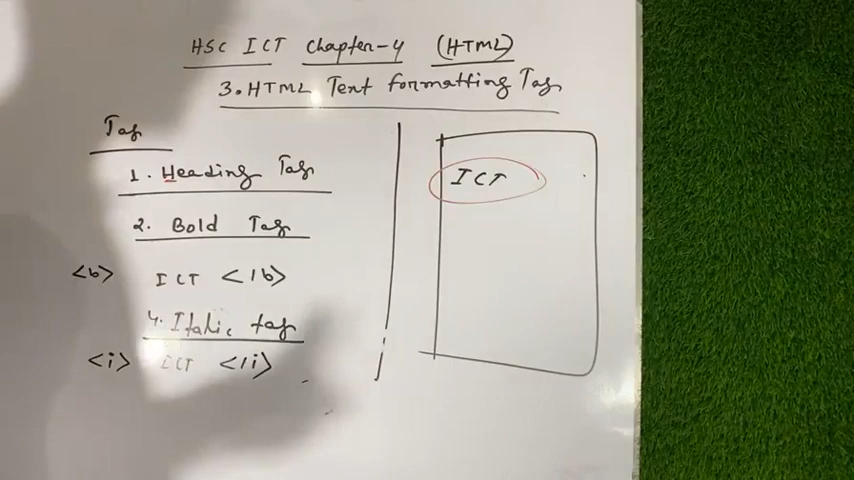 HSC ICT Chapter-4 (HTML)
3. HTML Text formatting Tag
Tag
1. Heading Tag
2. Bold Tag
<b> ICT </b>
4. Italic tag
<i> ICT </i>
ICT